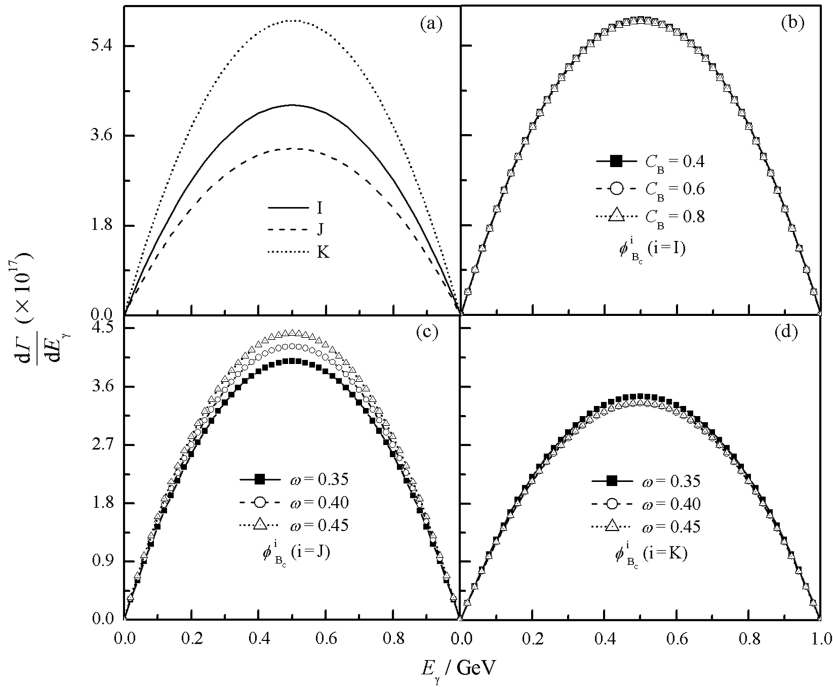 (a)
5.4
3.6
1.8
0.0
I
J
K
(b)
C_B = 0.4
C_B = 0.6
C_B = 0.8
ϕ^i_{B_c} (i=I)
dΓ/dE_γ (×10^17)
(c)
4.5
3.6
2.7
1.8
0.9
0.0
ω = 0.35
ω = 0.40
ω = 0.45
ϕ^i_{B_c} (i=J)
0.0 0.2 0.4 0.6 0.8
(d)
ω = 0.35
ω = 0.40
ω = 0.45
ϕ^i_{B_c} (i=K)
0.0 0.2 0.4 0.6 0.8 1.0
E_γ / GeV